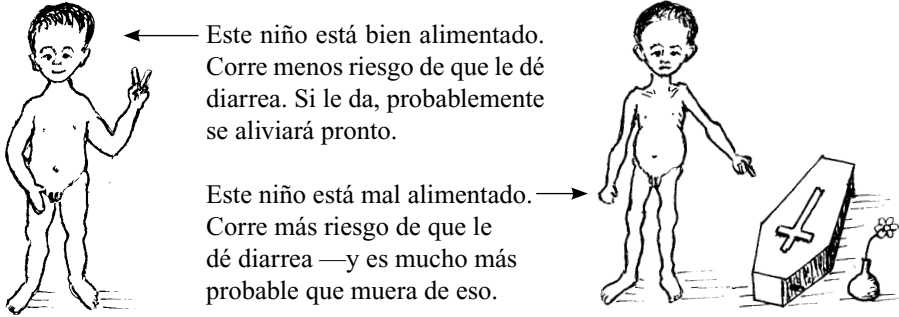 Este niño está bien alimentado.
Corre menos riesgo de que le dé
diarrea. Si le da, probablemente
se aliviará pronto.
Este niño está mal alimentado.
Corre más riesgo de que le
dé diarrea —y es mucho más
probable que muera de eso.